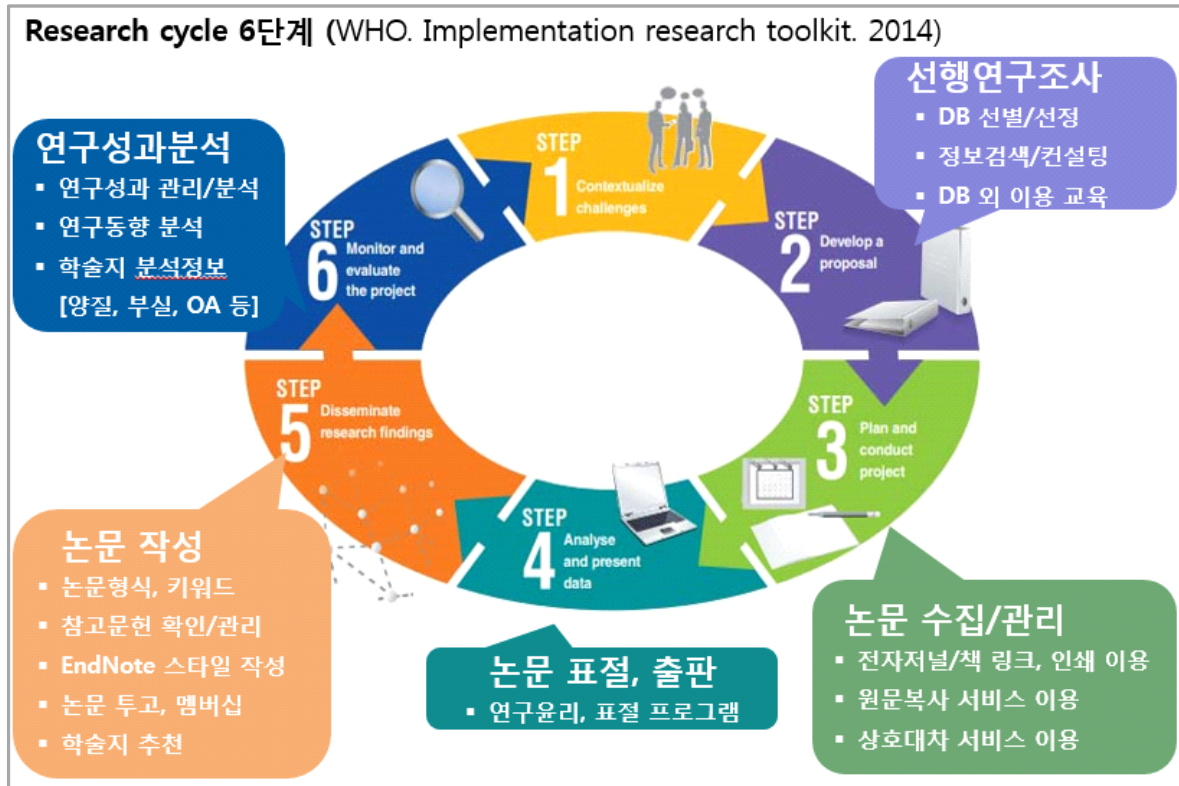 Research cycle 6단계 (WHO. Implementation research toolkit. 2014)
STEP
1
Contextualize
challenges
STEP
2
Develop a
proposal
선행연구조사
▪ DB 선별/선정
▪ 정보검색/컨설팅
▪ DB 외 이용 교육
STEP
3
Plan and
conduct
project
논문 수집/관리
▪ 전자저널/책 링크, 인쇄 이용
▪ 원문복사 서비스 이용
▪ 상호대차 서비스 이용
STEP
4
Analyse
and present
data
논문 표절, 출판
▪ 연구윤리, 표절 프로그램
STEP
5
Disseminate
research findings
논문 작성
▪ 논문형식, 키워드
▪ 참고문헌 확인/관리
▪ EndNote 스타일 작성
▪ 논문 투고, 멤버십
▪ 학술지 추천
STEP
6
Monitor and
evaluate
the project
연구성과분석
▪ 연구성과 관리/분석
▪ 연구동향 분석
▪ 학술지 분석정보
[양질, 부실, OA 등]